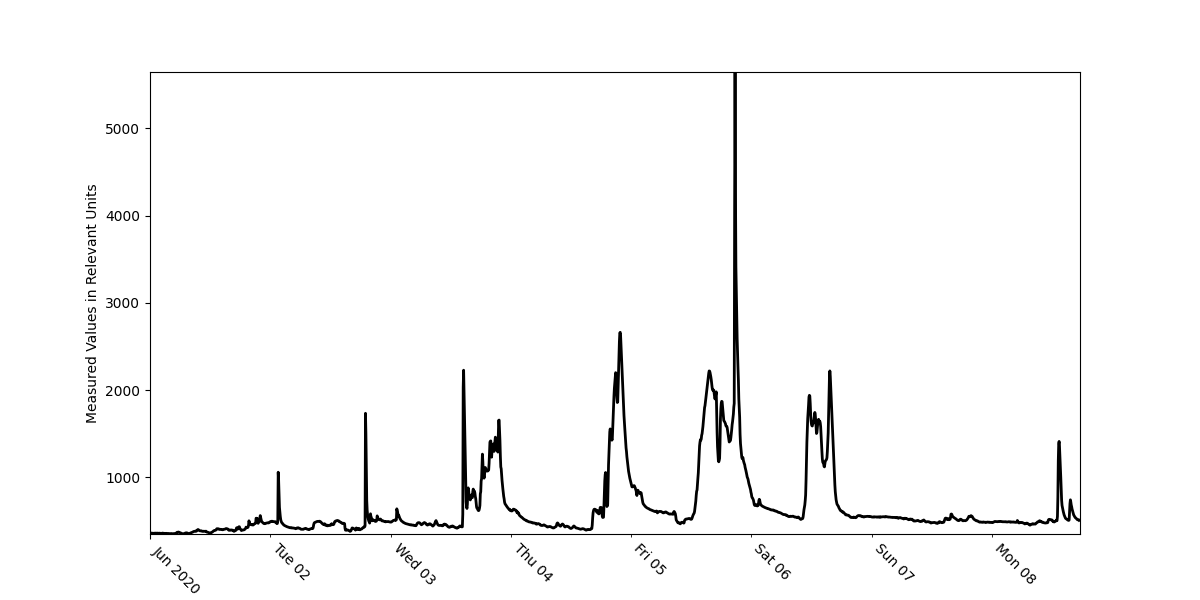 5000
4000
3000
2000
1000
Measured Values in Relevant Units
Jun 2020
Tue 02
Wed 03
Thu 04
Fri 05
Sat 06
Sun 07
Mon 08